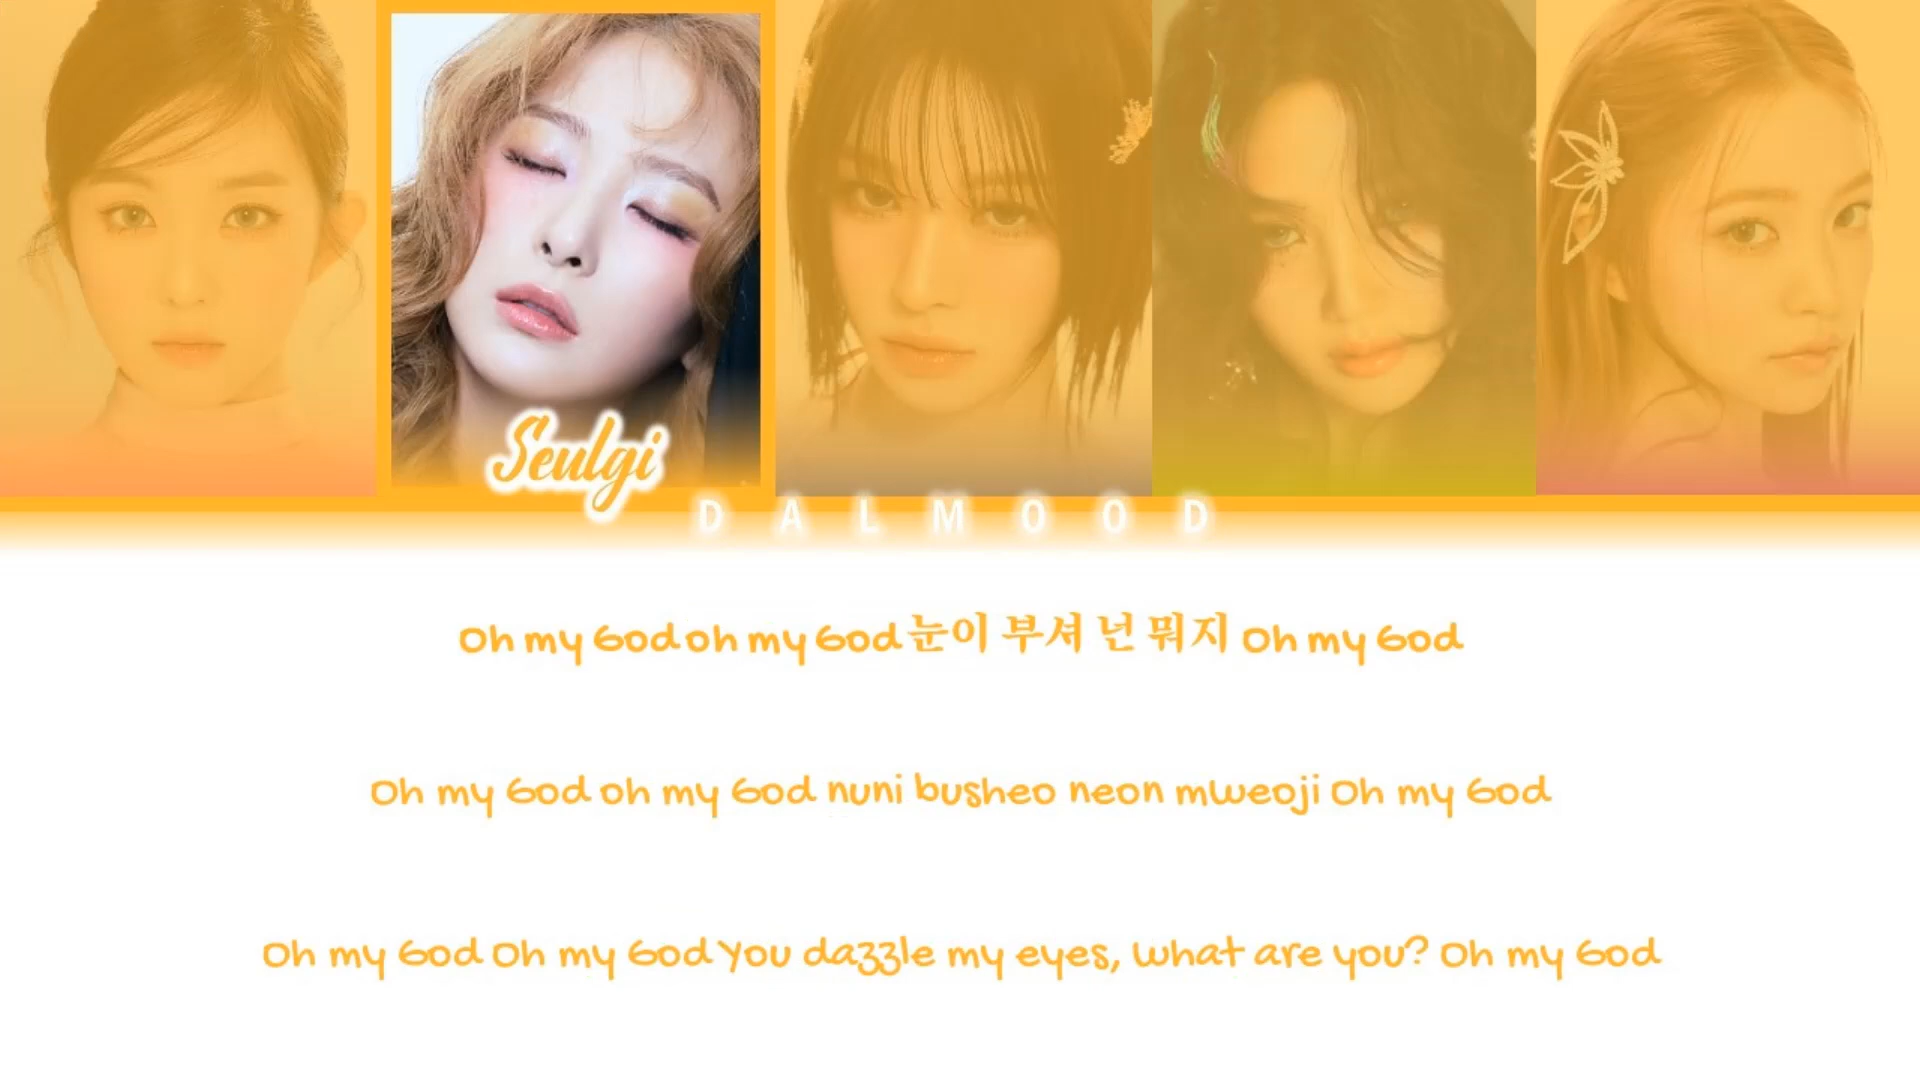 Seulgi
DALMOOD
Oh my God oh my God 눈이 부셔 넌 뭐지 Oh my God
Oh my God oh my God nuni busheo neon mweoji Oh my God
Oh my God Oh my God You dazzle my eyes, what are you? Oh my God